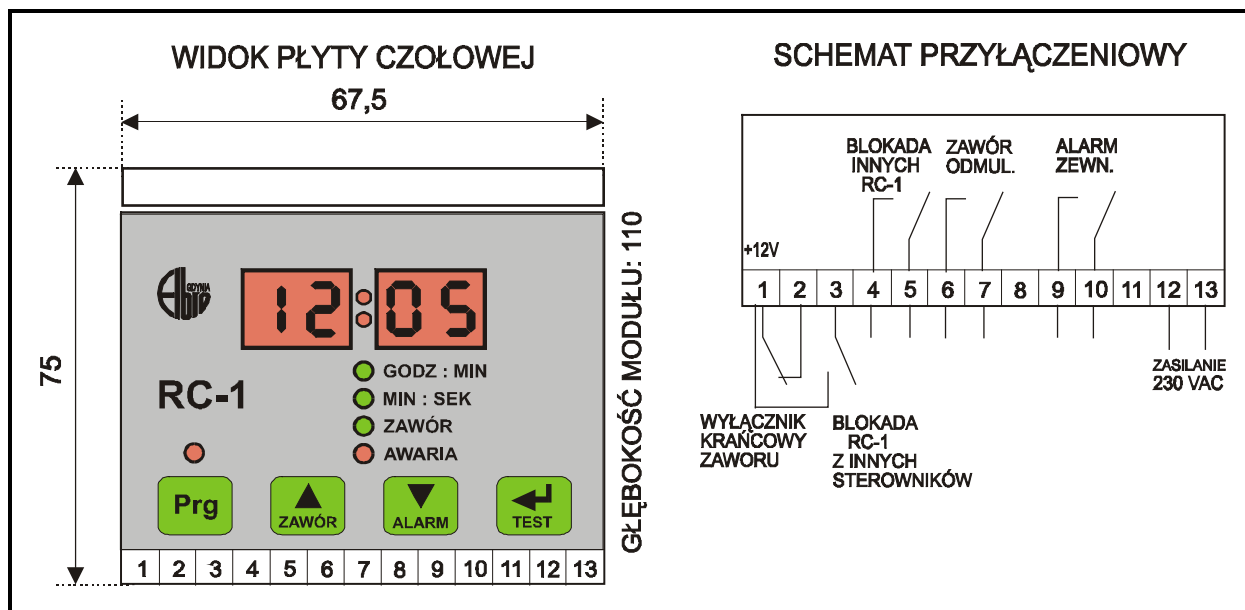 WIDOK PŁYTY CZOŁOWEJ
67,5
75
GDYNIA
Elbro
12:05
GODZ : MIN
MIN : SEK
ZAWÓR
AWARIA
RC-1
Prg
ZAWÓR
ALARM
TEST
1 2 3 4 5 6 7 8 9 10 11 12 13
GŁĘBOKOŚĆ MODUŁU: 110
SCHEMAT PRZYŁĄCZENIOWY
BLOKADA
INNYCH
RC-1
ZAWÓR
ODMUL.
ALARM
ZEWN.
+12V
1 2 3 4 5 6 7 8 9 10 11 12 13
WYŁĄCZNIK
KRAŃCOWY
ZAWORU
BLOKADA
RC-1
Z INNYCH
STEROWNIKÓW
ZASILANIE
230 VAC